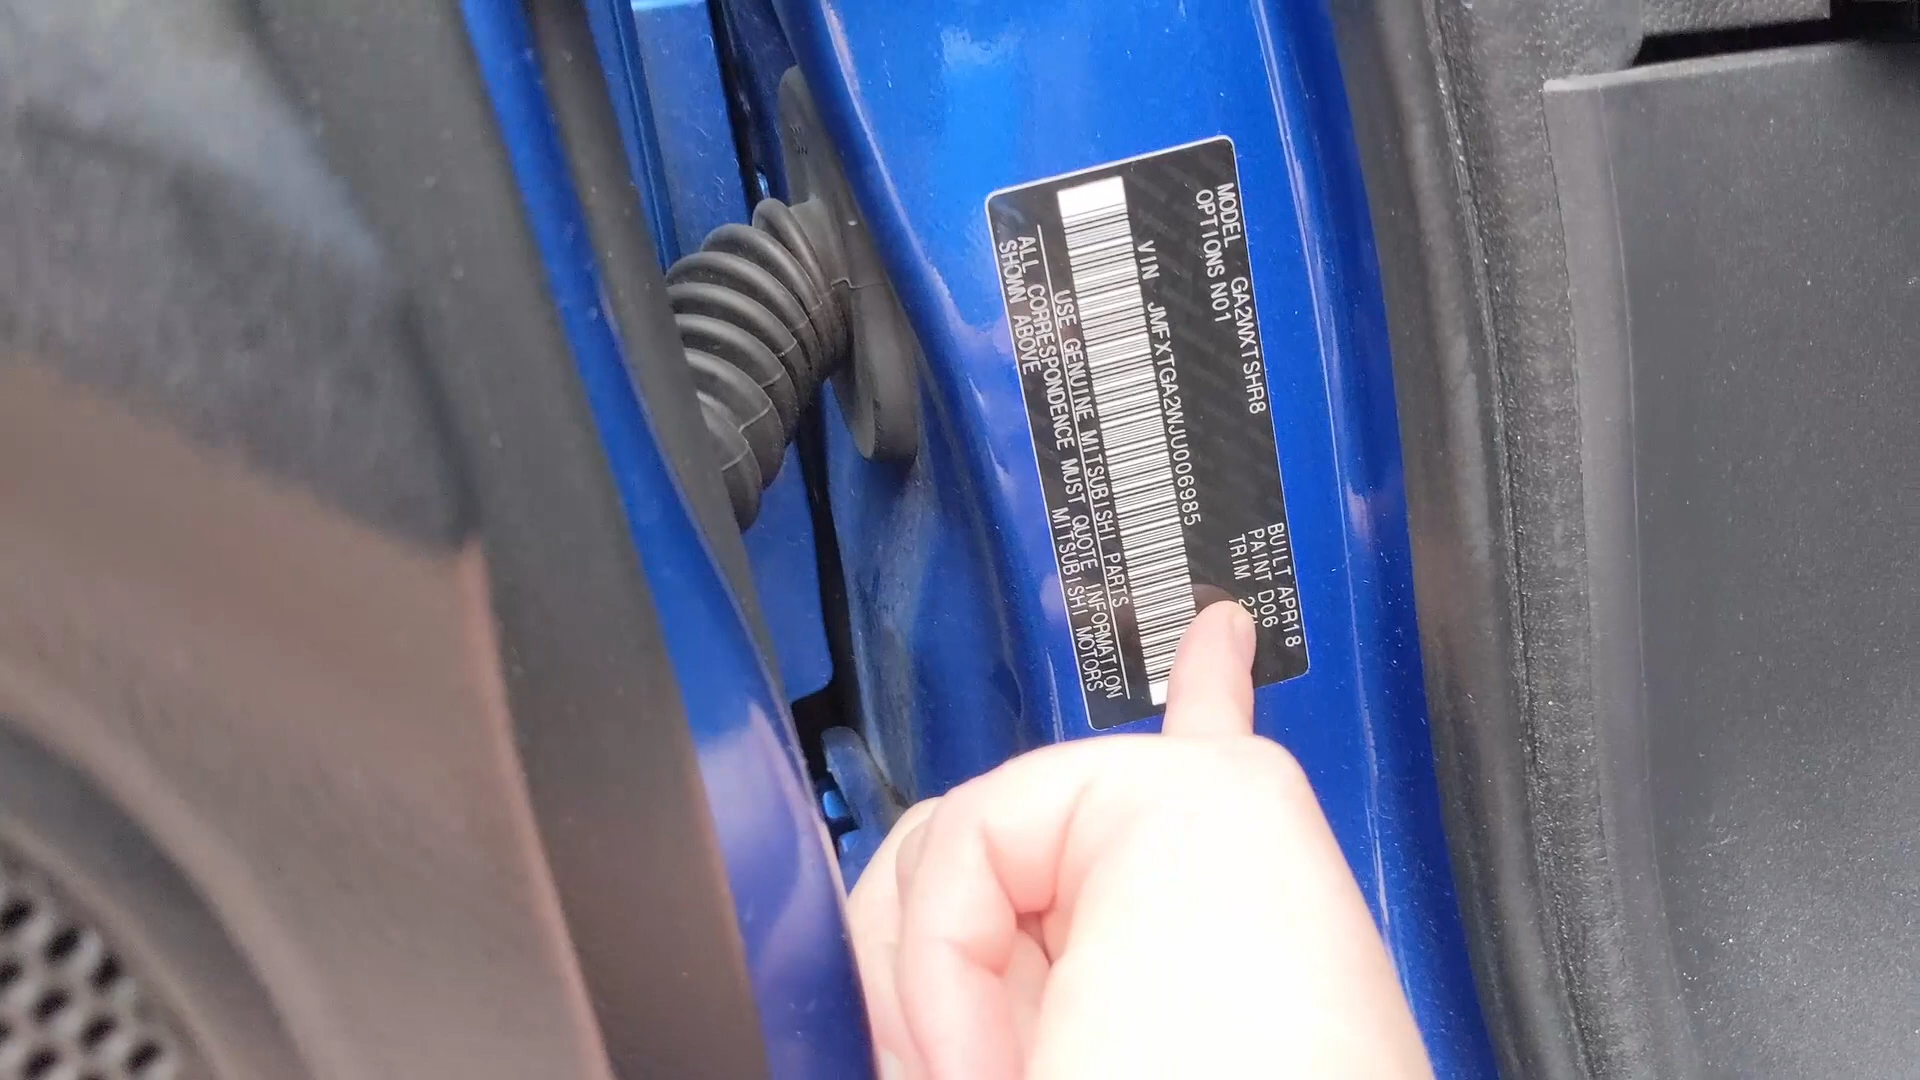 MODEL GA2WXTSHR8 BUILT APR18
OPTIONS N01 PAINT D06
TRIM
VIN JMFXTGA2WJU006985
USE GENUINE MITSUBISHI PARTS
ALL CORRESPONDENCE MUST QUOTE INFORMATION
SHOWN ABOVE MITSUBISHI MOTORS